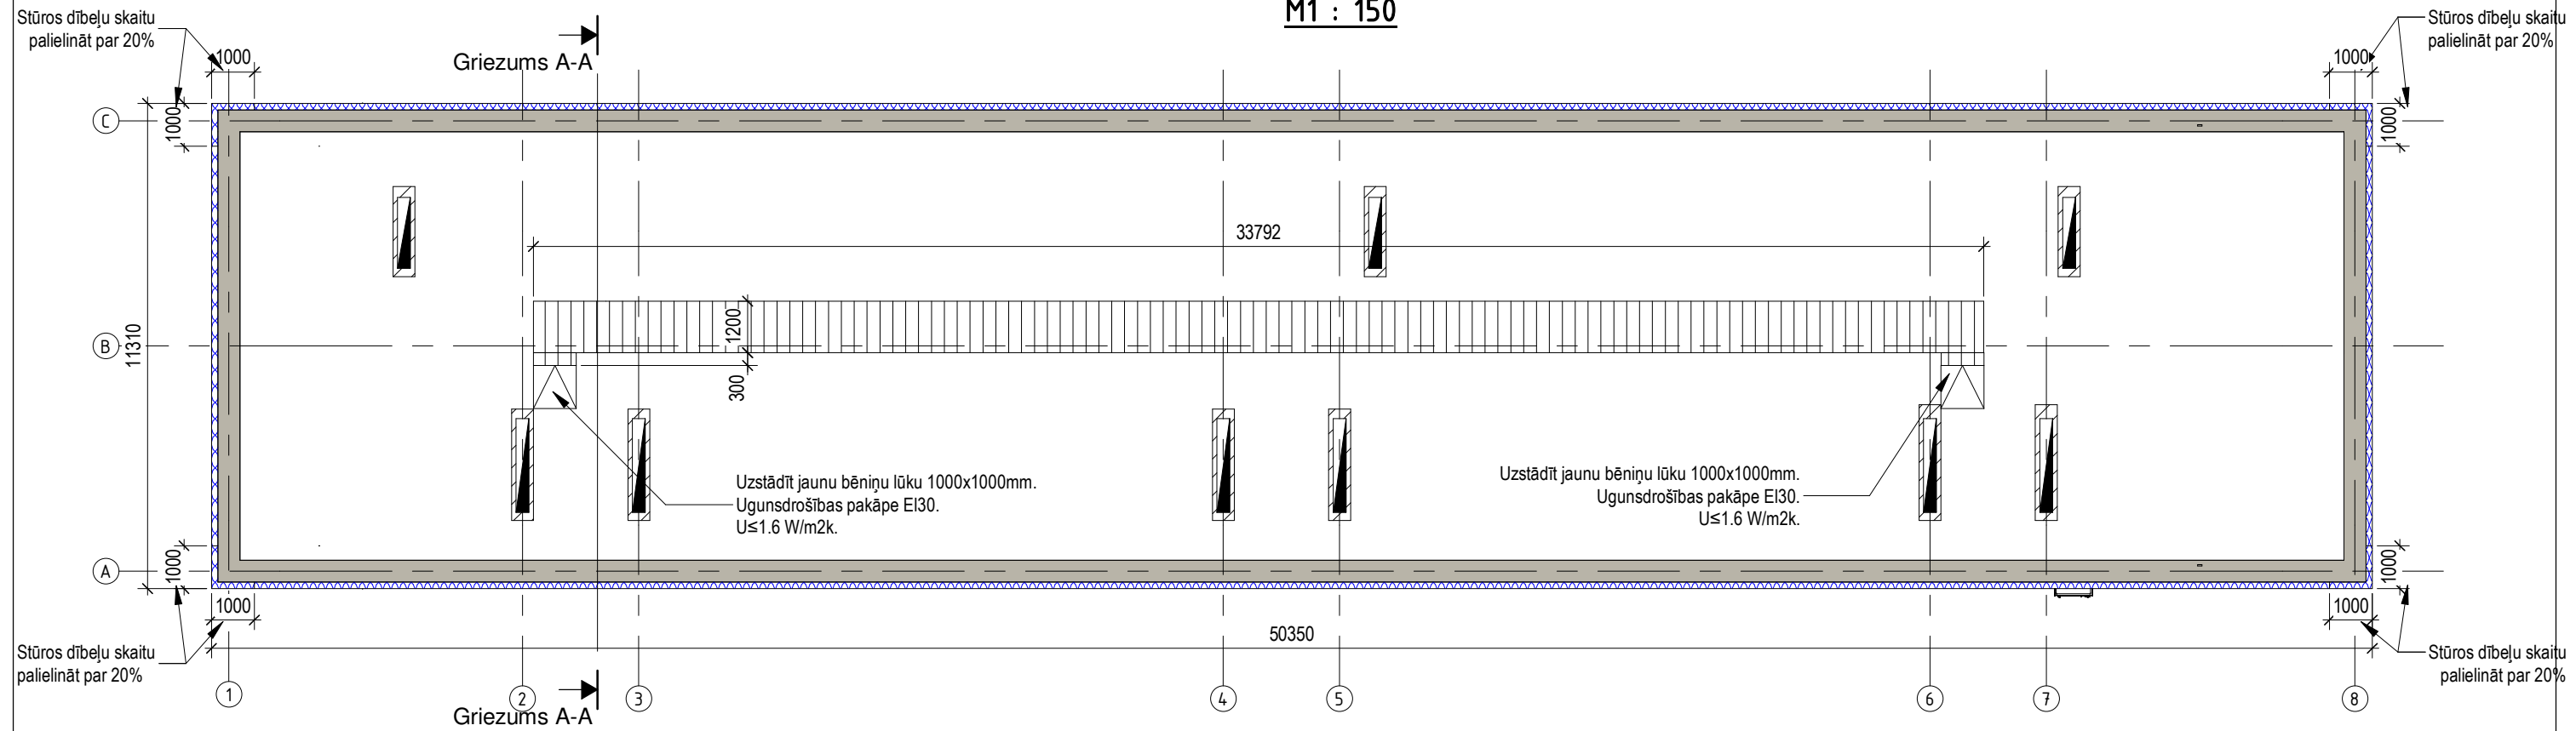 M1 : 150
Stūros dībeļu skaitu
palielināt par 20%
Griezums A-A
Stūros dībeļu skaitu
palielināt par 20%
1000
1000
C
1000
1000
33792
1200
B
11310
300
Uzstādīt jaunu bēniņu lūku 1000x1000mm.
Ugunsdrošības pakāpe EI30.
U≤1.6 W/m2k.
Uzstādīt jaunu bēniņu lūku 1000x1000mm.
Ugunsdrošības pakāpe EI30.
U≤1.6 W/m2k.
A
1000
1000
1000
1000
50350
Stūros dībeļu skaitu
palielināt par 20%
Stūros dībeļu skaitu
palielināt par 20%
1
2
3
4
5
6
7
8
Griezums A-A